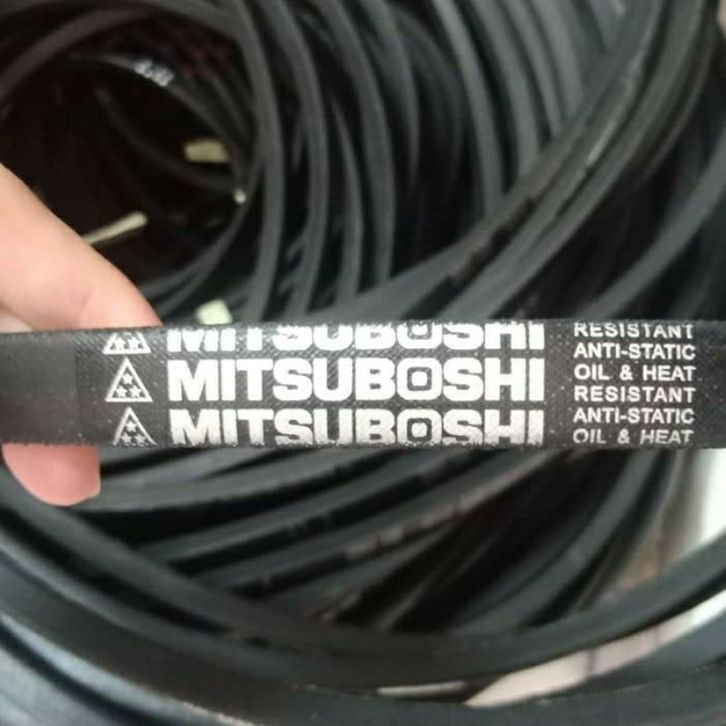 MITSUBOSHI
MITSUBOSHI
MITSUBOSHI
RESISTANT
ANTI-STATIC
OIL & HEAT
RESISTANT
ANTI-STATIC
OIL & HEAT